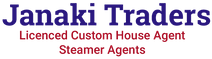 Janaki Traders
Licenced Custom House Agent
Steamer Agents